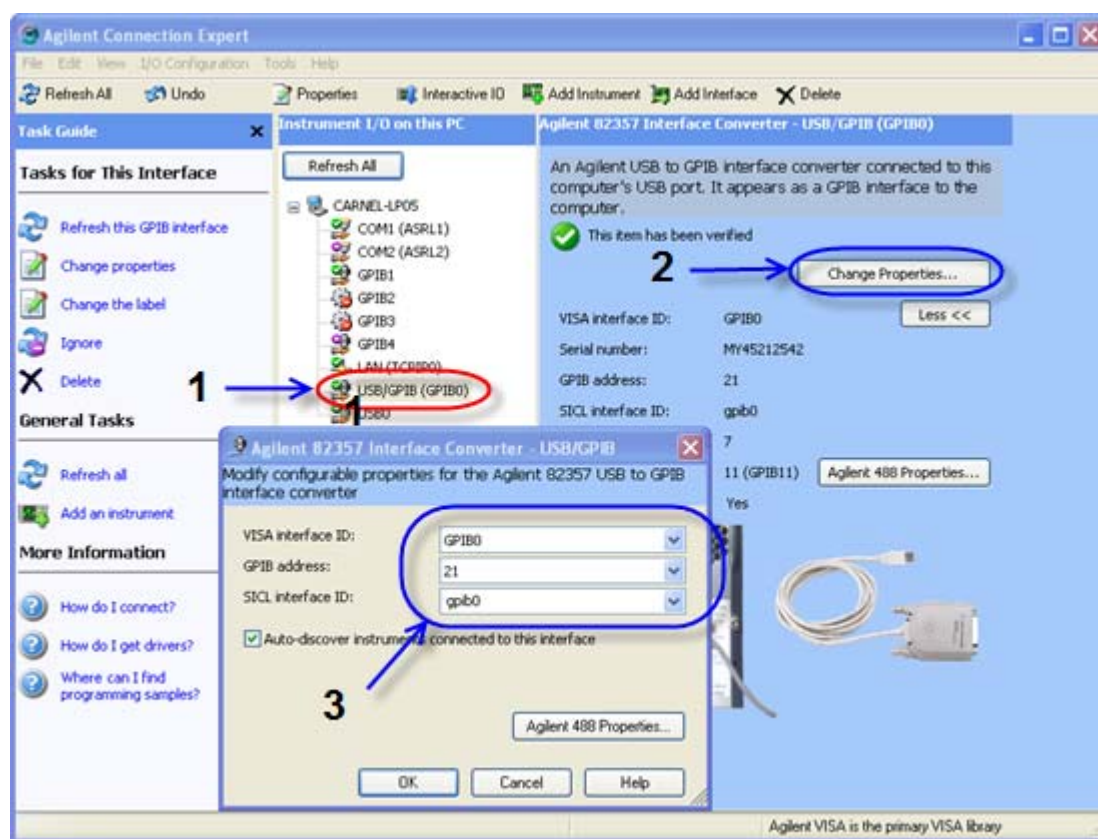 Agilent Connection Expert
File Edit View I/O Configuration Tools Help
Refresh All Undo Properties Interactive IO Add Instrument Add Interface Delete
Task Guide
Tasks for This Interface
Refresh this GPIB interface
Change properties
Change the label
Ignore
Delete
General Tasks
Refresh all
Add an instrument
More Information
How do I connect?
How do I get drivers?
Where can I find
programming samples?
Instrument I/O on this PC
Refresh All
CARNEL-LP05
COM1 (ASRL1)
COM2 (ASRL2)
GPIB1
GPIB2
GPIB3
GPIB4
LAN (TCPIP0)
1
USB/GPIB (GPIB0)
1
USB0
Agilent 82357 Interface Converter - USB/GPIB (GPIB0)
An Agilent USB to GPIB interface converter connected to this
computer's USB port. It appears as a GPIB interface to the
computer.
This item has been verified
2
Change Properties...
Less <<
VISA interface ID: GPIB0
Serial number: MY45212542
GPIB address: 21
SICL interface ID: gpib0
7
11 (GPIB11) Agilent 488 Properties...
Yes
Agilent 82357 Interface Converter - USB/GPIB
Modify configurable properties for the Agilent 82357 USB to GPIB
interface converter
VISA interface ID: GPIB0
GPIB address: 21
SICL interface ID: gpib0
Auto-discover instruments connected to this interface
3
Agilent 488 Properties...
OK Cancel Help
Agilent VISA is the primary VISA library